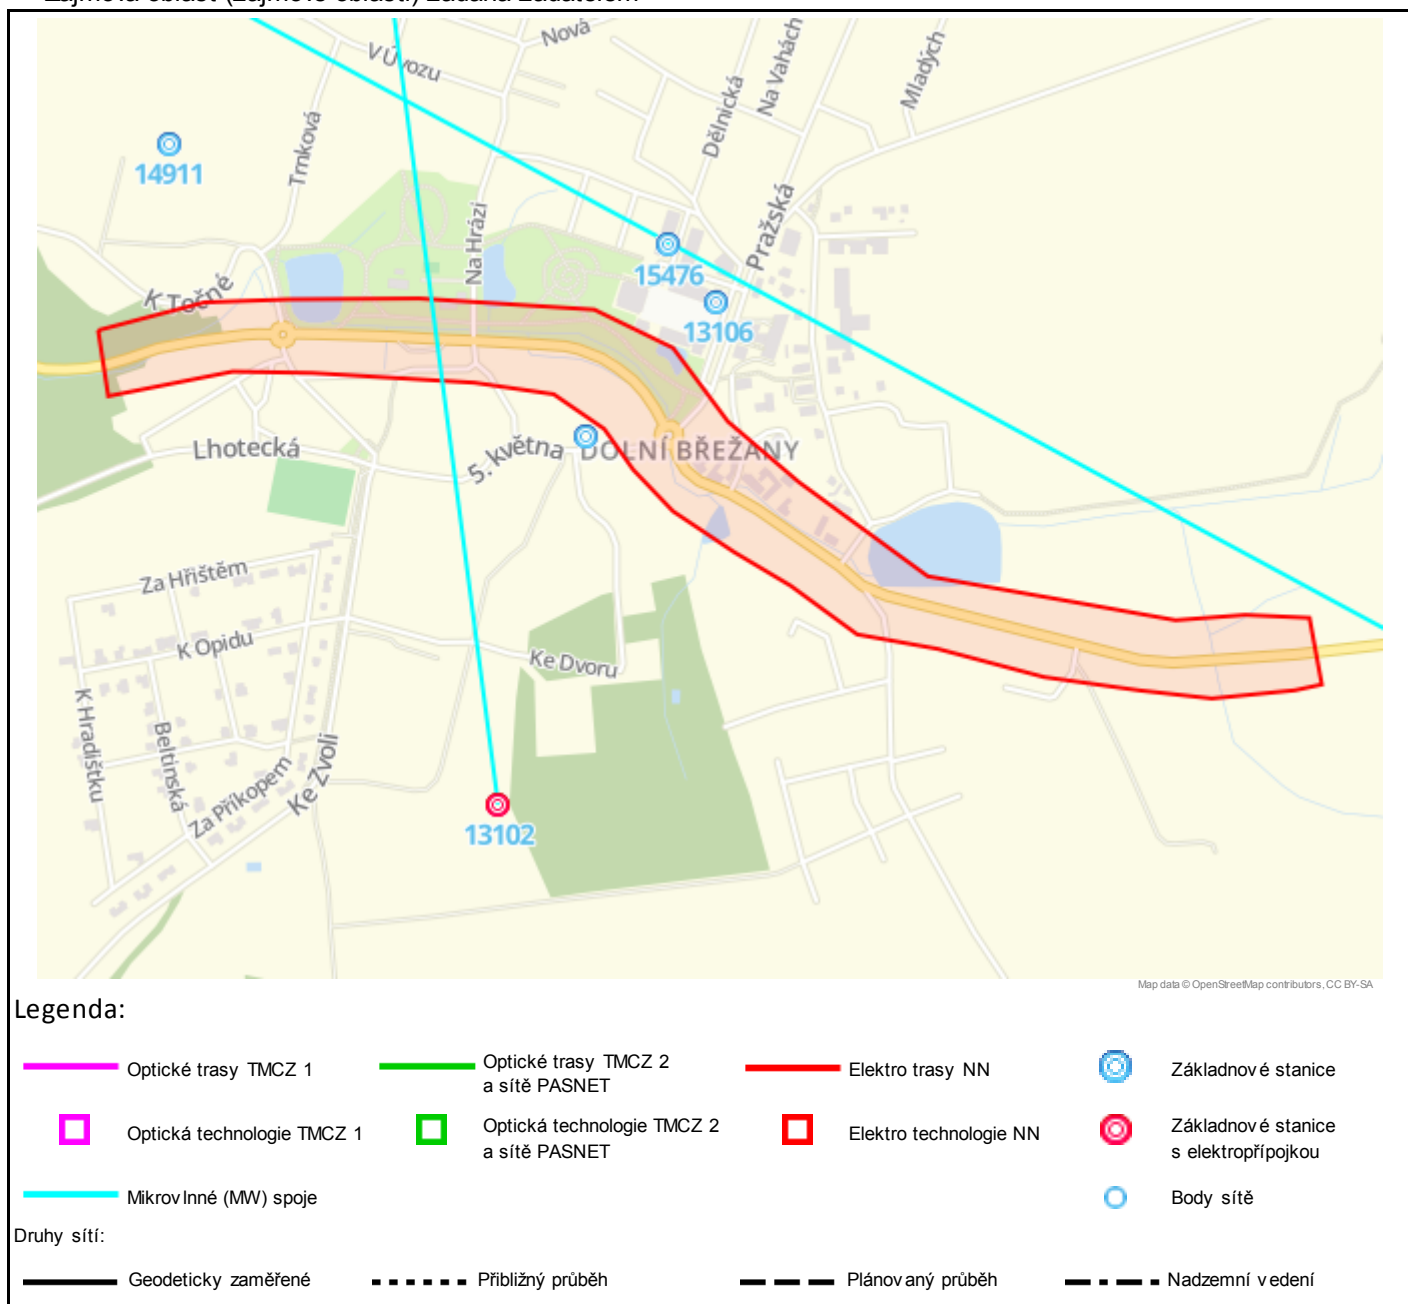 Nová
V Úvozu
Na Vahách
Mladých
Dělnická
Trnková
14911
Pražská
Na Hrázi
15476
K Točné
13106
Lhotecká
5. května
DOLNÍ BŘEŽANY
Za Hřištěm
K Opidu
Ke Dvoru
K Hradištku
Beltinská
Ke Zvoli
Za Příkopem
13102
Map data © OpenStreetMap contributors, CC BY-SA
Legenda:
Optické trasy TMCZ 1
Optické trasy TMCZ 2
a sítě PASNET
Elektro trasy NN
Základnové stanice
Optická technologie TMCZ 1
Optická technologie TMCZ 2
a sítě PASNET
Elektro technologie NN
Základnové stanice
s elektropřípojkou
Mikrovlnné (MW) spoje
Body sítě
Druhy sítí:
Geodeticky zaměřené
Přibližný průběh
Plánovaný průběh
Nadzemní vedení